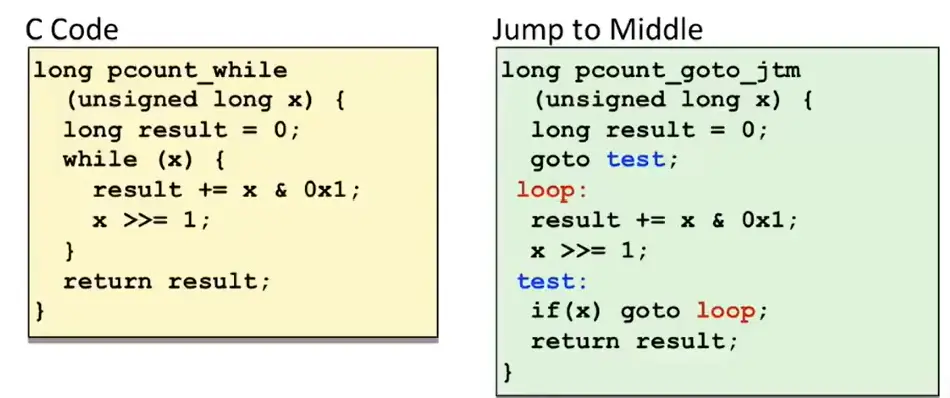 C Code
long pcount_while
(unsigned long x) {
long result = 0;
while (x) {
result += x & 0x1;
x >>= 1;
}
return result;
}
Jump to Middle
long pcount_goto_jtm
(unsigned long x) {
long result = 0;
goto test;
loop:
result += x & 0x1;
x >>= 1;
test:
if(x) goto loop;
return result;
}